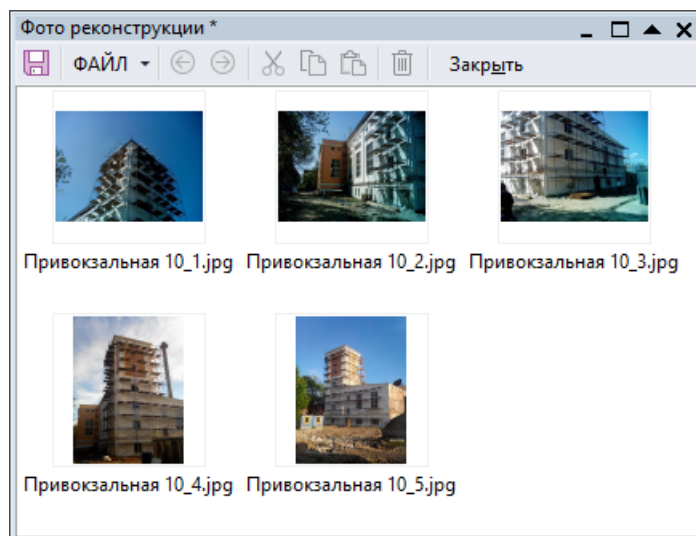 Фото реконструкции *
ФАЙЛ Закрыть
Привокзальная 10_1.jpg Привокзальная 10_2.jpg Привокзальная 10_3.jpg
Привокзальная 10_4.jpg Привокзальная 10_5.jpg